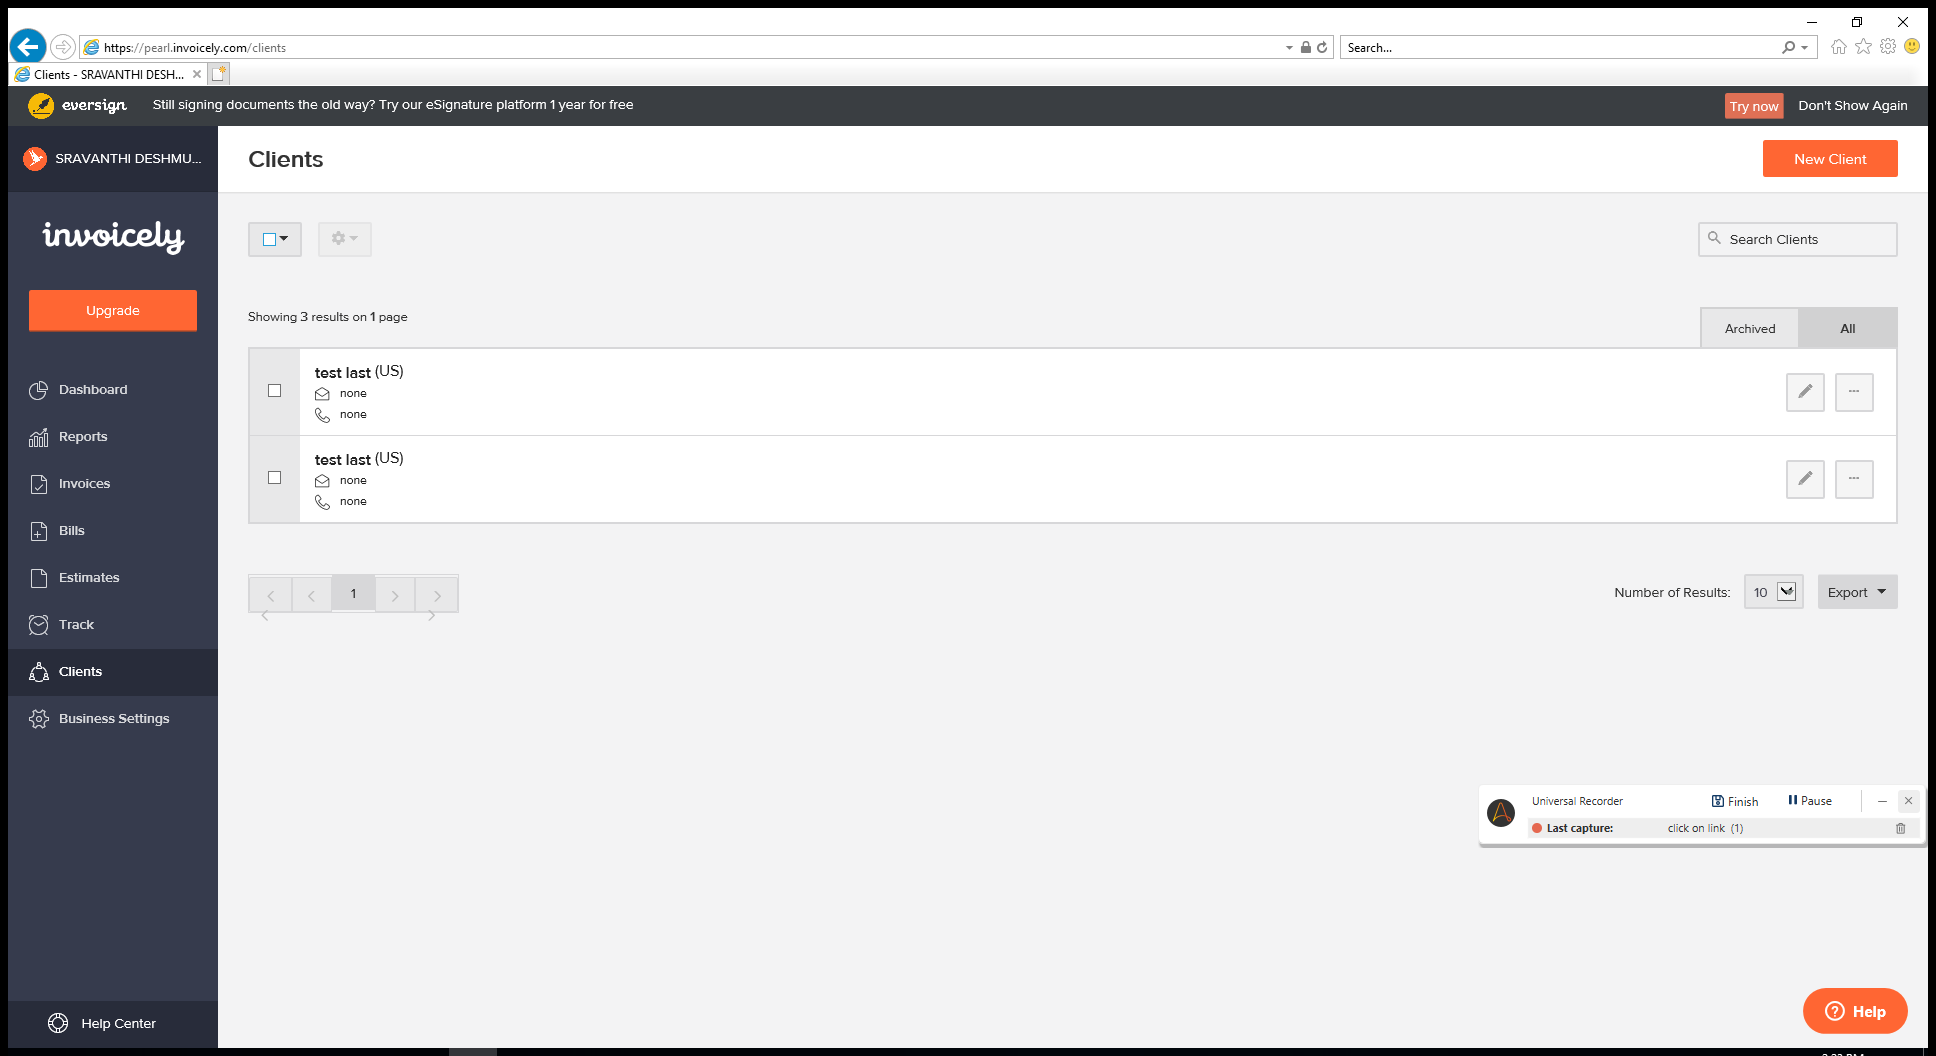 https://pearl.invoicely.com/clients
Search...
Clients - SRAVANTHI DESH...
eversign
Still signing documents the old way? Try our eSignature platform 1 year for free
Try now
Don't Show Again
SRAVANTHI DESHMU...
Clients
New Client
invoicely
Search Clients
Upgrade
Showing 3 results on 1 page
Archived
All
test last (US)
none
none
test last (US)
none
none
Dashboard
Reports
Invoices
Bills
Estimates
Track
Clients
Business Settings
1
Number of Results:
10
Export
Universal Recorder
Finish
Pause
Last capture:
click on link (1)
Help Center
Help